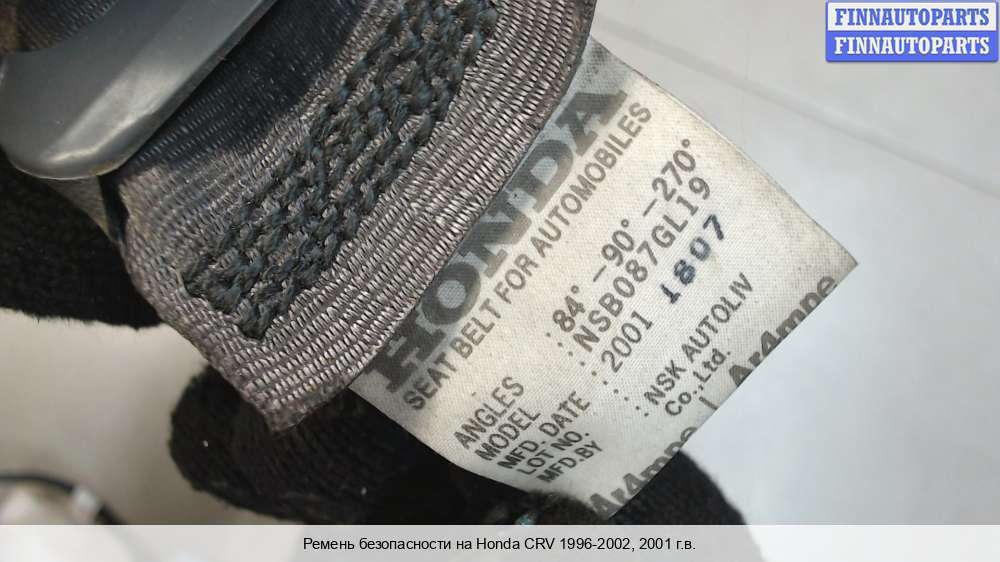 FINNAUTOPARTS
FINNAUTOPARTS
HONDA
SEAT BELT FOR AUTOMOBILES
ANGLES : 84°-90°-270°
MODEL : NSB087GL19
MFD. DATE : 2001
LOT NO. 1807
MFD.BY : NSK AUTOLIV
Co.,Ltd.
Ремень безопасности на Honda CRV 1996-2002, 2001 г.в.